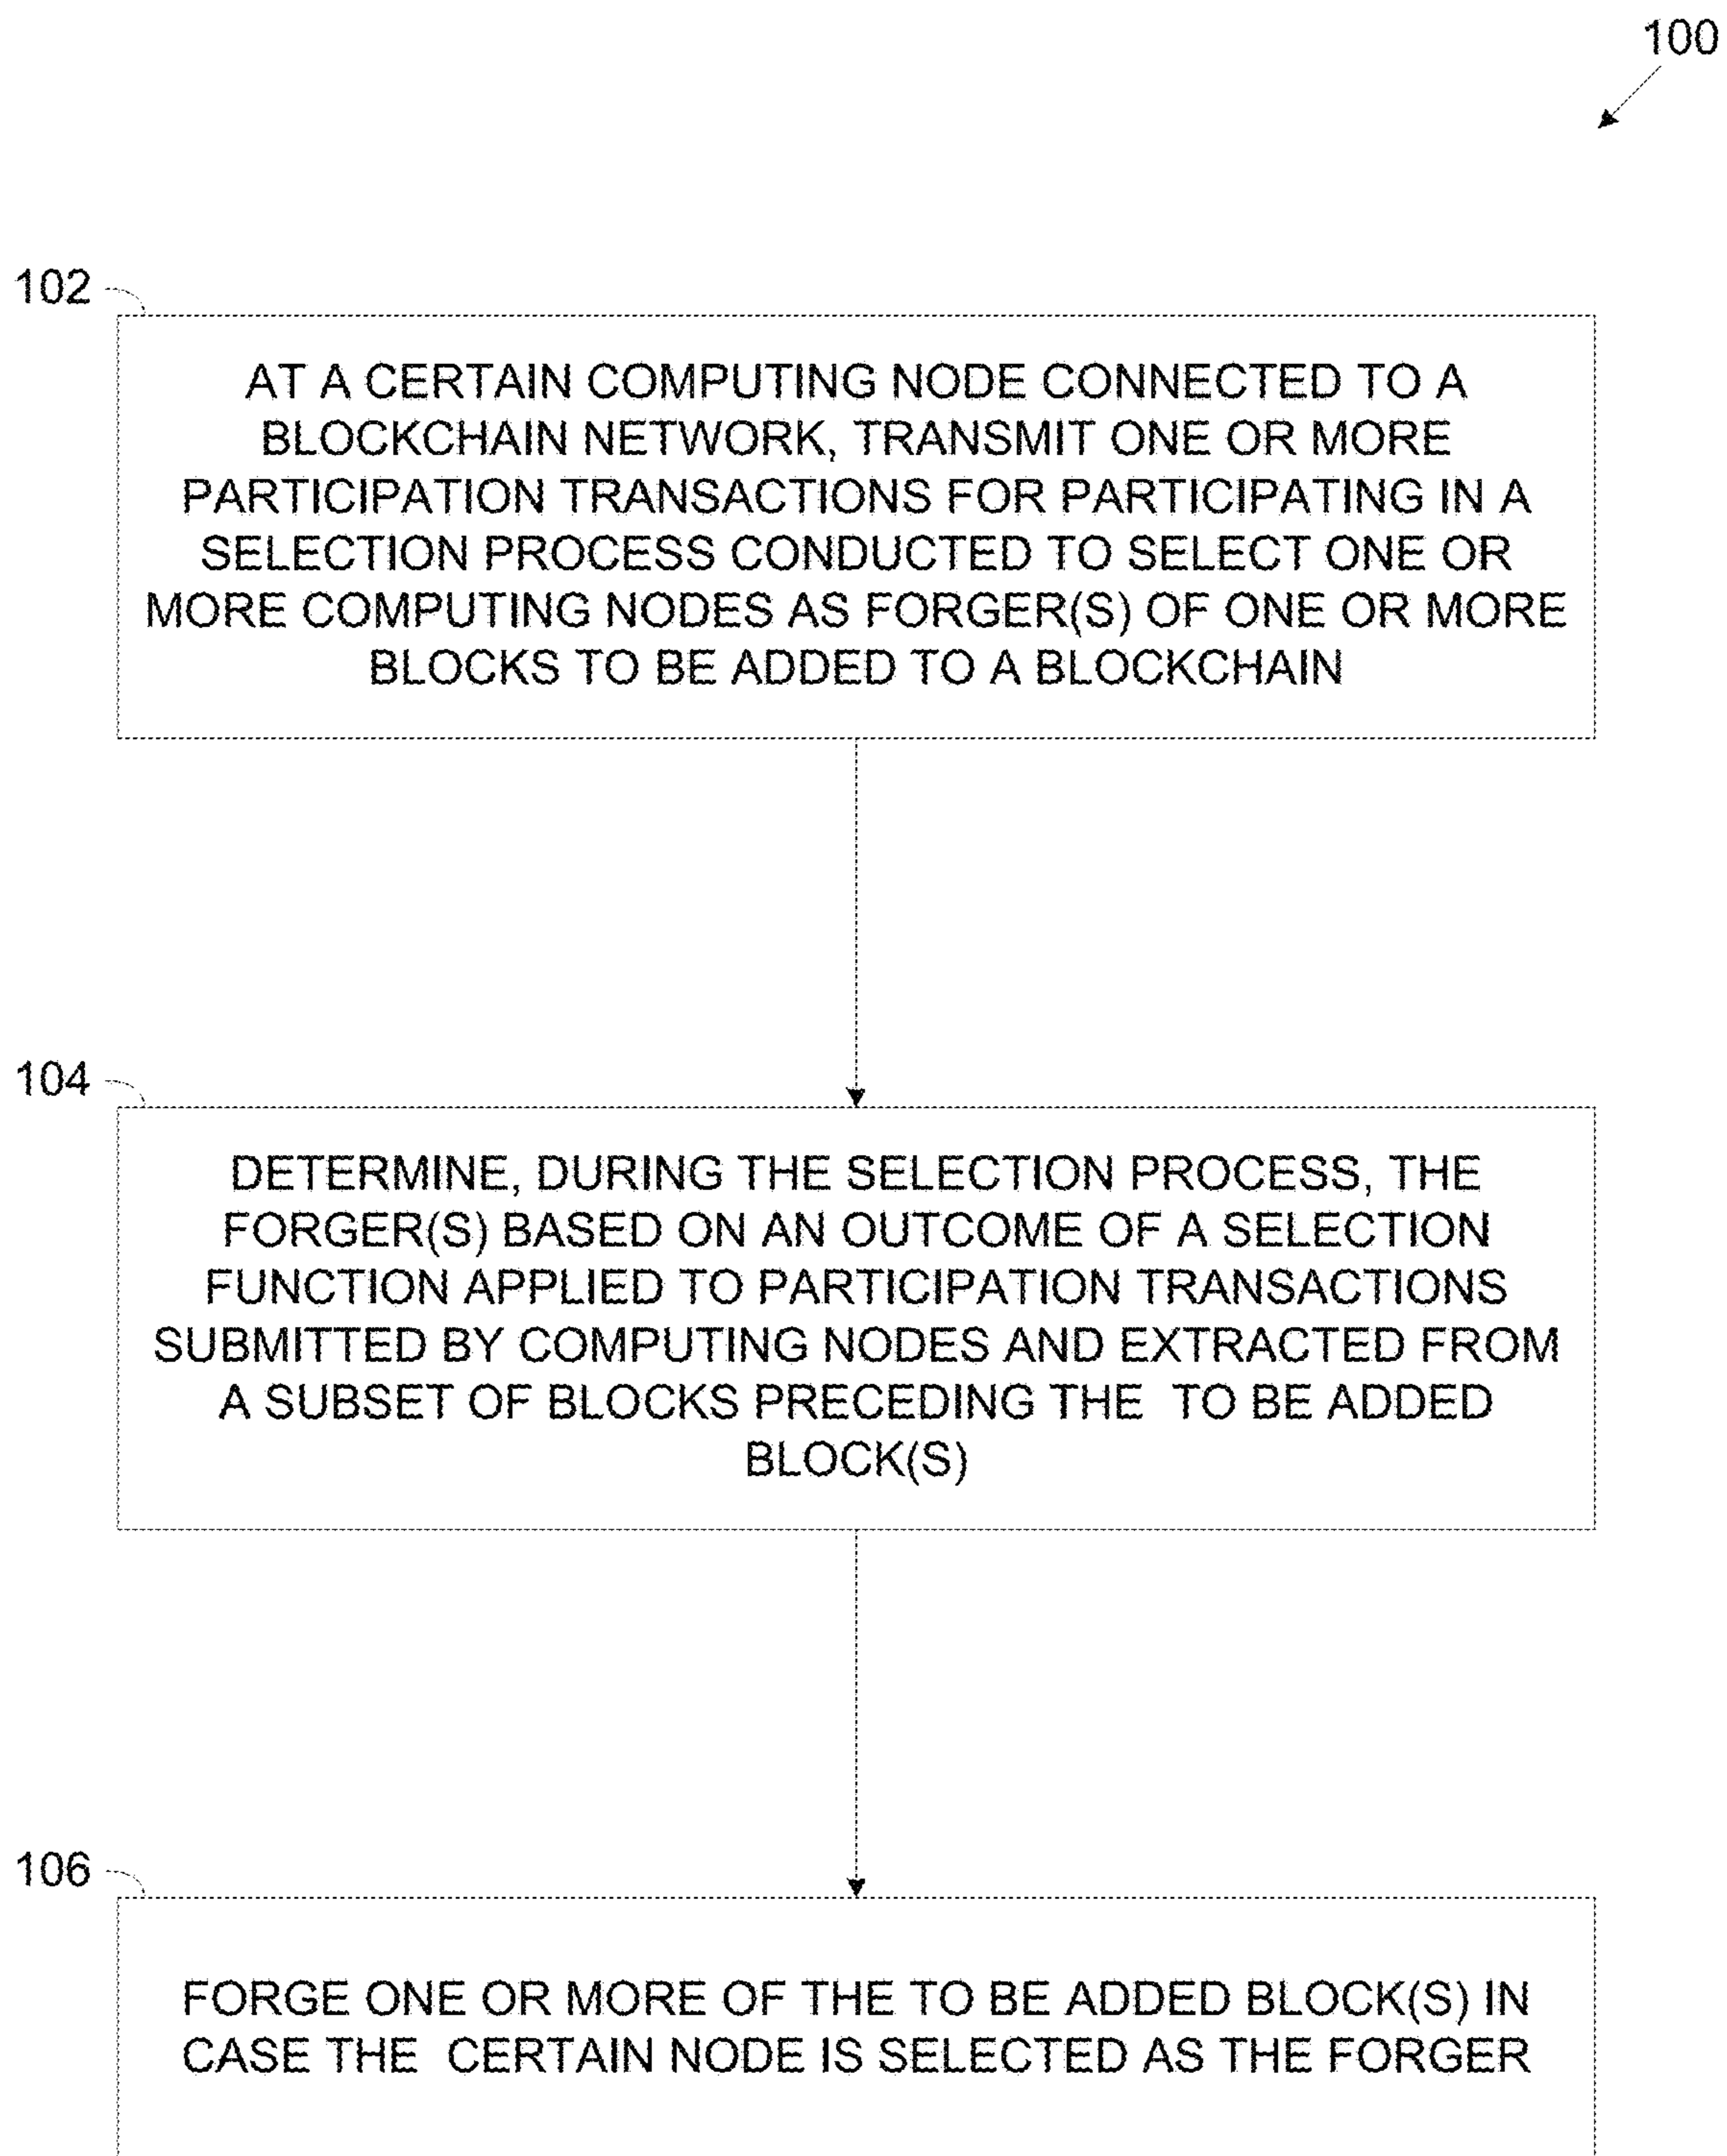 100
102
AT A CERTAIN COMPUTING NODE CONNECTED TO A
BLOCKCHAIN NETWORK, TRANSMIT ONE OR MORE
PARTICIPATION TRANSACTIONS FOR PARTICIPATING IN A
SELECTION PROCESS CONDUCTED TO SELECT ONE OR
MORE COMPUTING NODES AS FORGER(S) OF ONE OR MORE
BLOCKS TO BE ADDED TO A BLOCKCHAIN
104
DETERMINE, DURING THE SELECTION PROCESS, THE
FORGER(S) BASED ON AN OUTCOME OF A SELECTION
FUNCTION APPLIED TO PARTICIPATION TRANSACTIONS
SUBMITTED BY COMPUTING NODES AND EXTRACTED FROM
A SUBSET OF BLOCKS PRECEDING THE TO BE ADDED
BLOCK(S)
106
FORGE ONE OR MORE OF THE TO BE ADDED BLOCK(S) IN
CASE THE CERTAIN NODE IS SELECTED AS THE FORGER